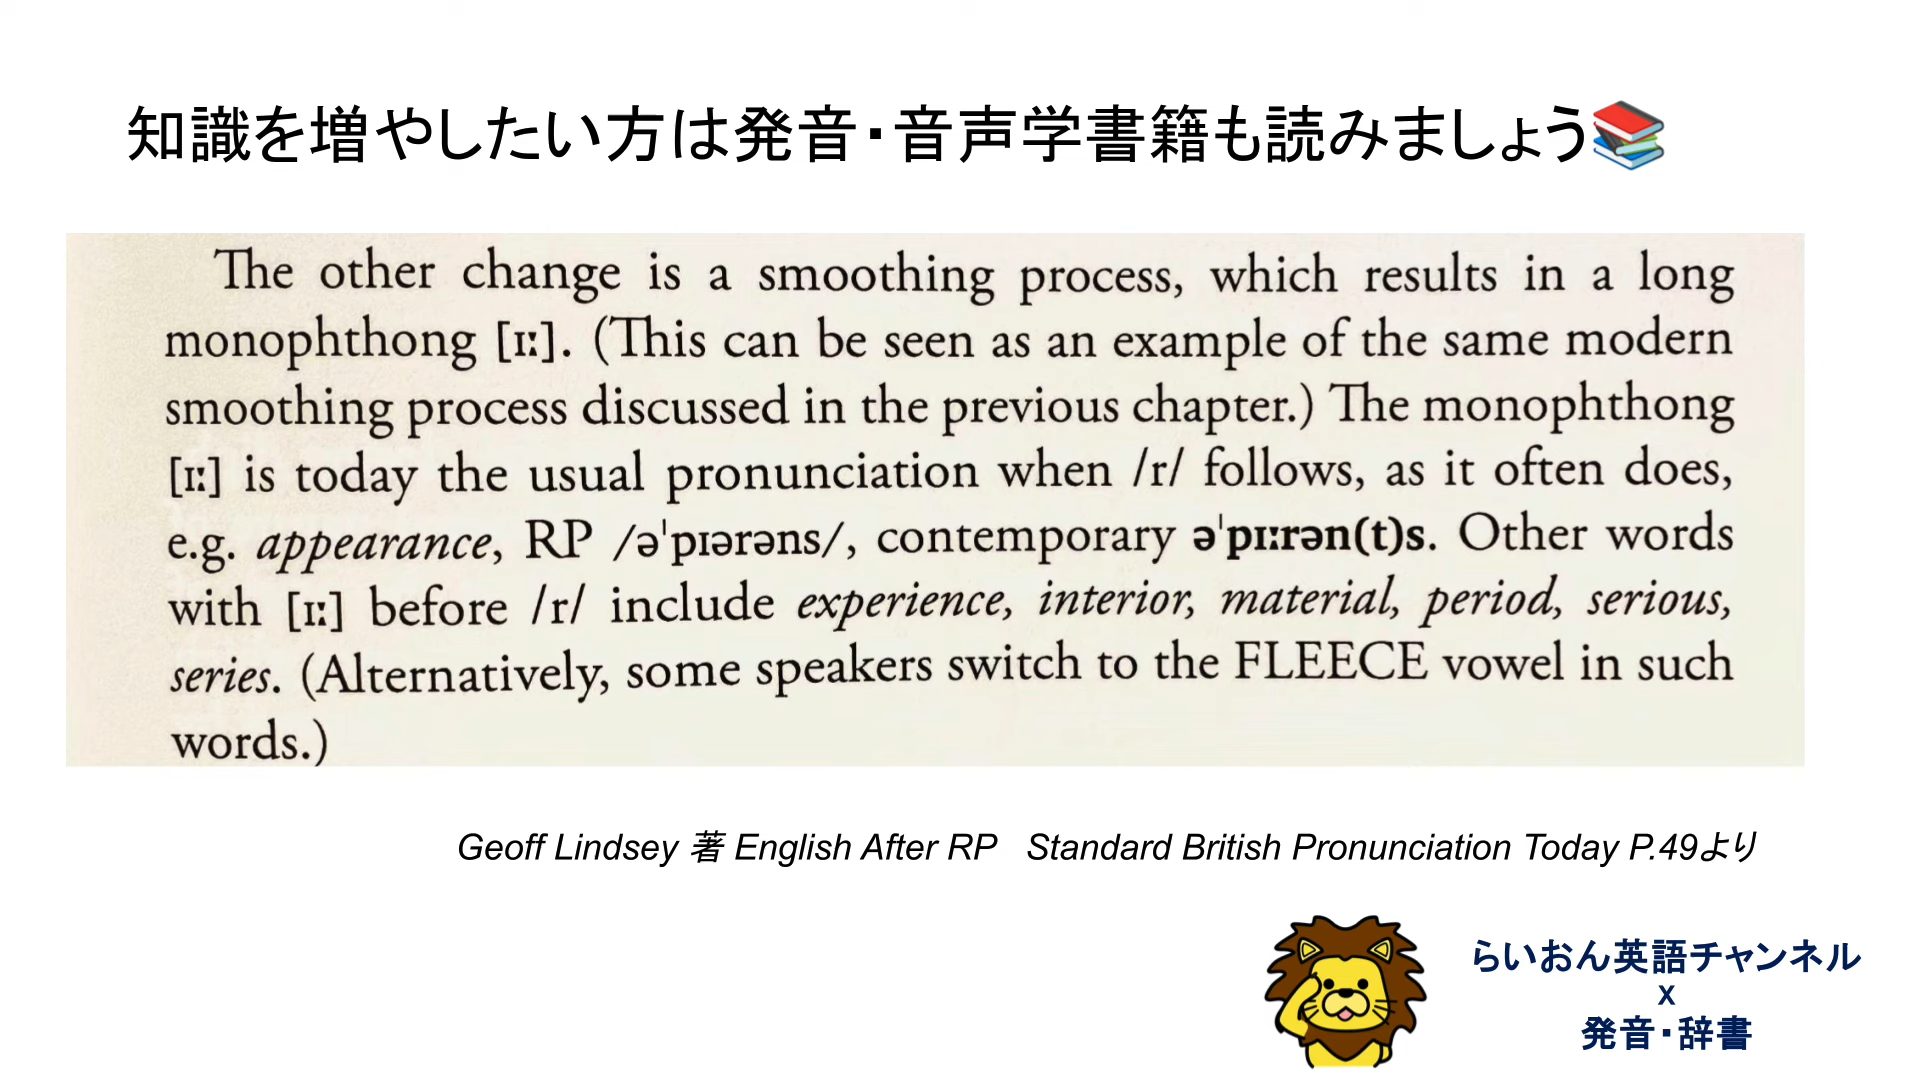 知識を増やしたい方は発音・音声学書籍も読みましょう📚
The other change is a smoothing process, which results in a long
monophthong [ɪː]. (This can be seen as an example of the same modern
smoothing process discussed in the previous chapter.) The monophthong
[ɪː] is today the usual pronunciation when /r/ follows, as it often does,
e.g. appearance, RP /əˈpɪərəns/, contemporary əˈpɪːrən(t)s. Other words
with [ɪː] before /r/ include experience, interior, material, period, serious,
series. (Alternatively, some speakers switch to the FLEECE vowel in such
words.)
Geoff Lindsey 著 English After RP Standard British Pronunciation Today P.49より
らいおん英語チャンネル
x
発音・辞書